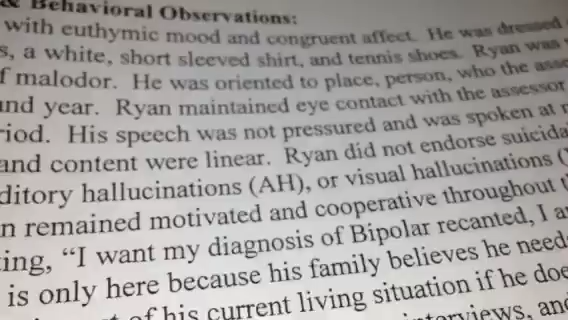 & Behavioral Observations:
with euthymic mood and congruent affect. He was dressed
s, a white, short sleeved shirt, and tennis shoes. Ryan was
f malodor. He was oriented to place, person, who the asse
and year. Ryan maintained eye contact with the assessor
riod. His speech was not pressured and was spoken at
and content were linear. Ryan did not endorse suicida
ditory hallucinations (AH), or visual hallucinations (
n remained motivated and cooperative throughout t
ing, “I want my diagnosis of Bipolar recanted, I a
is only here because his family believes he need
of his current living situation if he doe
terviews, and